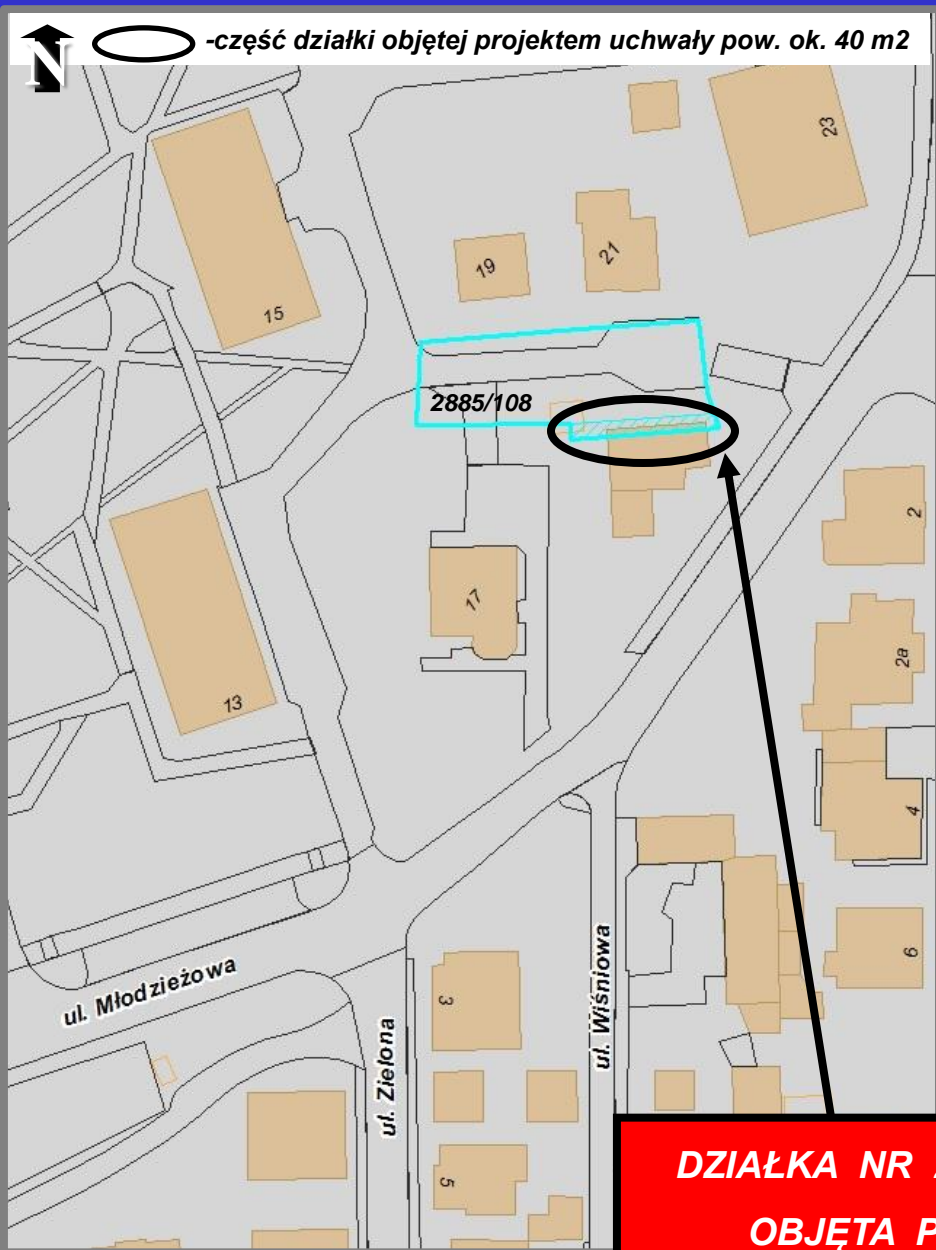 N
-część działki objętej projektem uchwały pow. ok. 40 m2
23
21
19
15
2885/108
2
17
2a
13
4
ul. Młodzieżowa
ul. Wiśniowa
6
3
ul. Zielona
5
DZIAŁKA NR
OBJĘTA